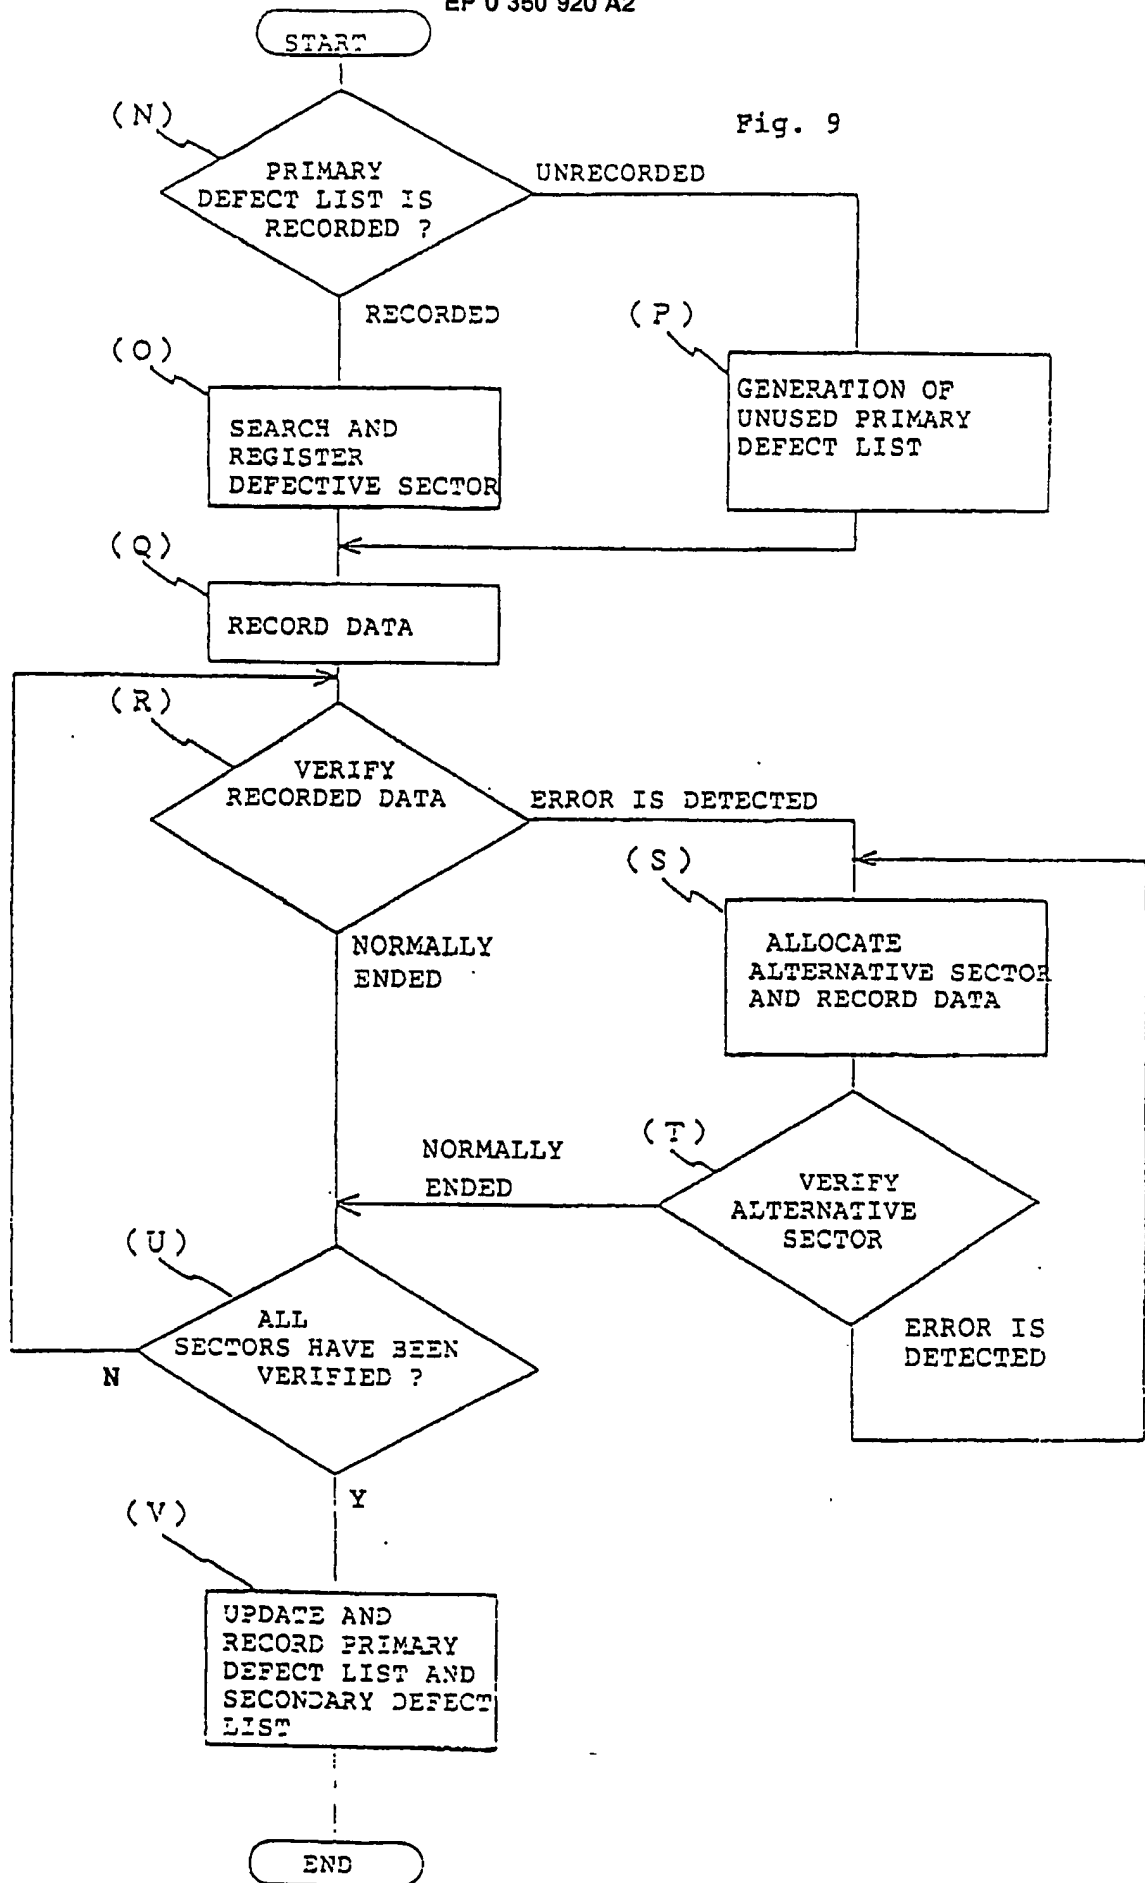 EP 0 350 920 A2
START
(N)
Fig. 9
PRIMARY
DEFECT LIST IS
RECORDED ?
UNRECORDED
RECORDED
(O)
(P)
SEARCH AND
REGISTER
DEFECTIVE SECTOR
GENERATION OF
UNUSED PRIMARY
DEFECT LIST
(Q)
RECORD DATA
(R)
VERIFY
RECORDED DATA
ERROR IS DETECTED
(S)
NORMALLY
ENDED
ALLOCATE
ALTERNATIVE SECTOR
AND RECORD DATA
(T)
NORMALLY
ENDED
VERIFY
ALTERNATIVE
SECTOR
(U)
ALL
SECTORS HAVE BEEN
VERIFIED ?
N
ERROR IS
DETECTED
Y
(V)
UPDATE AND
RECORD PRIMARY
DEFECT LIST AND
SECONDARY DEFECT
LIST
END